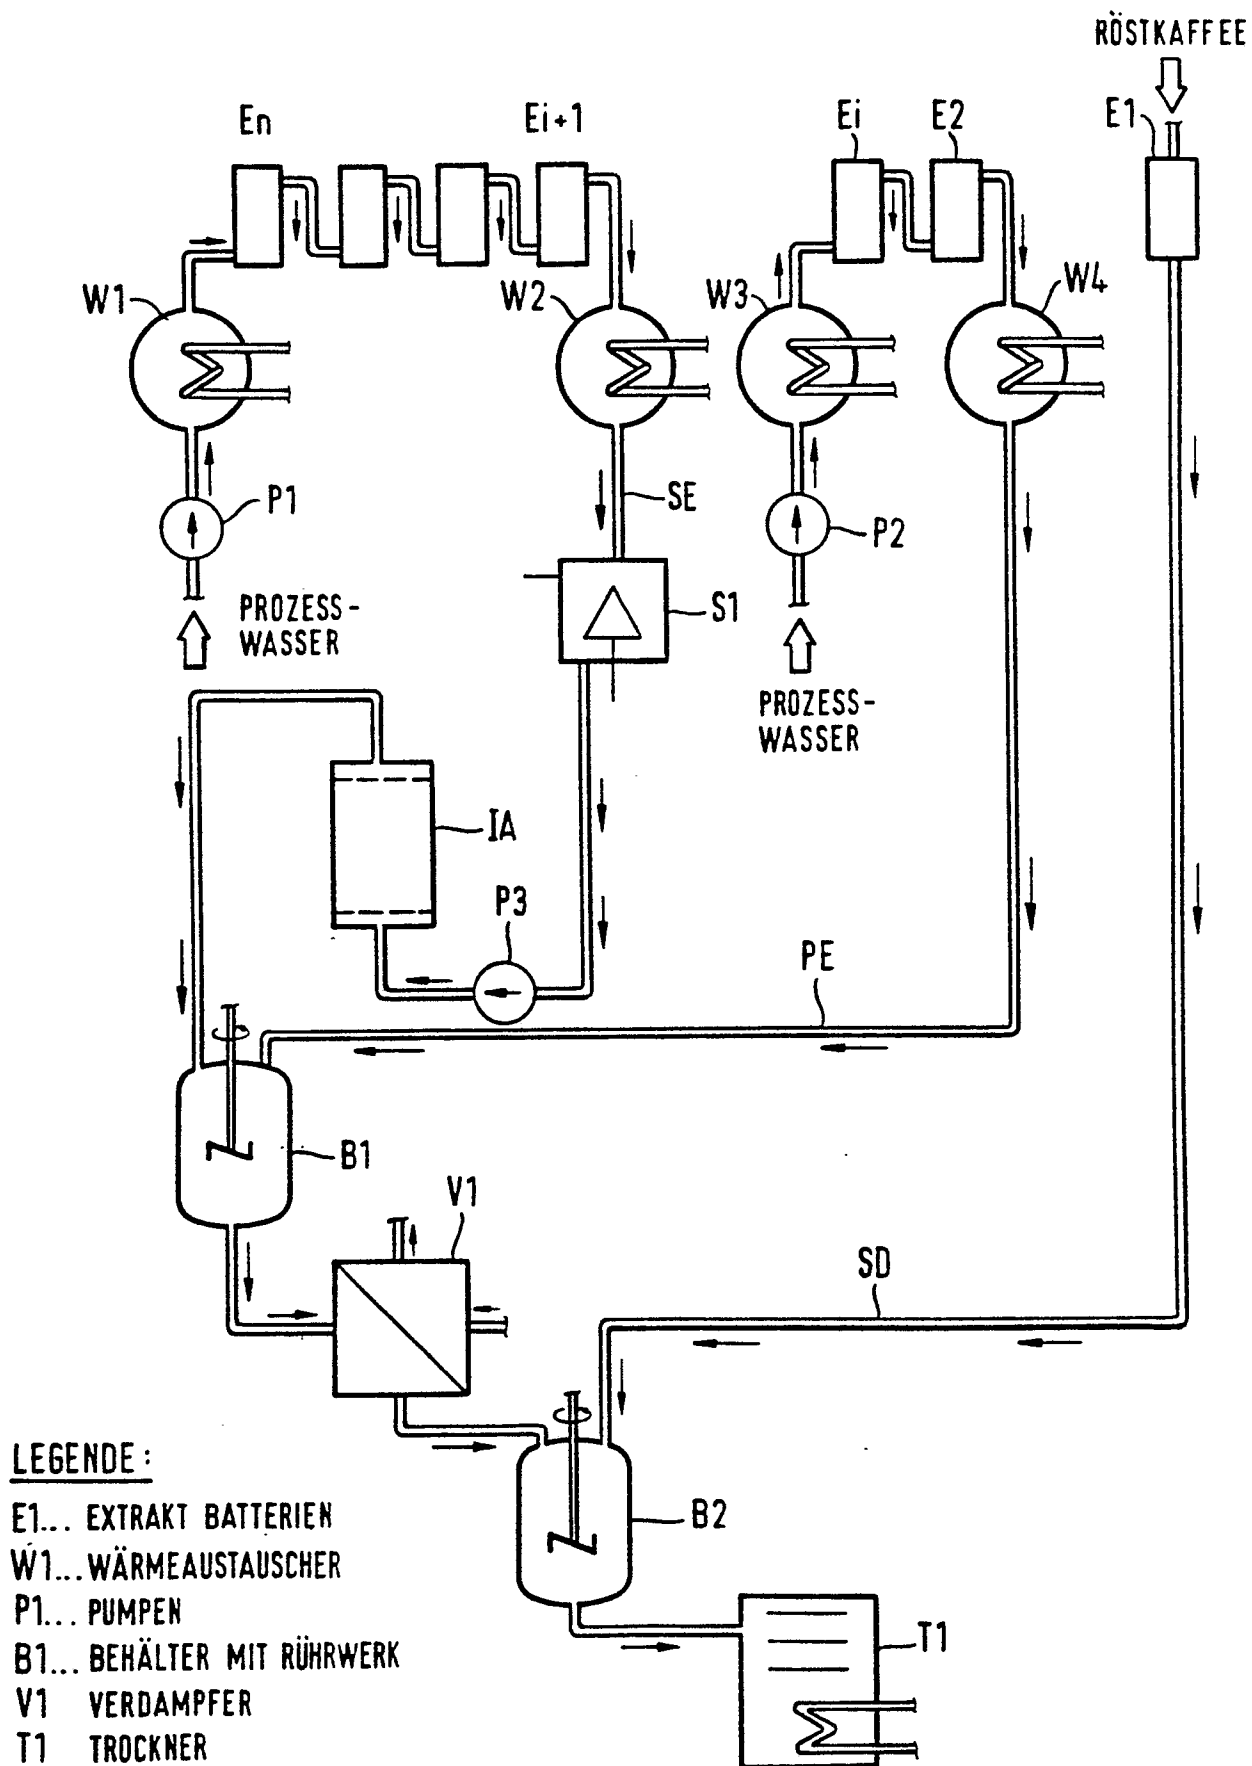 RÖSTKAFFEE
En
Ei+1
Ei
E2
E1
W1
W2
W3
W4
P1
SE
P2
S1
PROZESS-
WASSER
PROZESS-
WASSER
IA
P3
PE
B1
V1
SD
B2
T1
LEGENDE:
E1... EXTRAKT BATTERIEN
W1... WÄRMEAUSTAUSCHER
P1... PUMPEN
B1... BEHÄLTER MIT RÜHRWERK
V1 VERDAMPFER
T1 TROCKNER